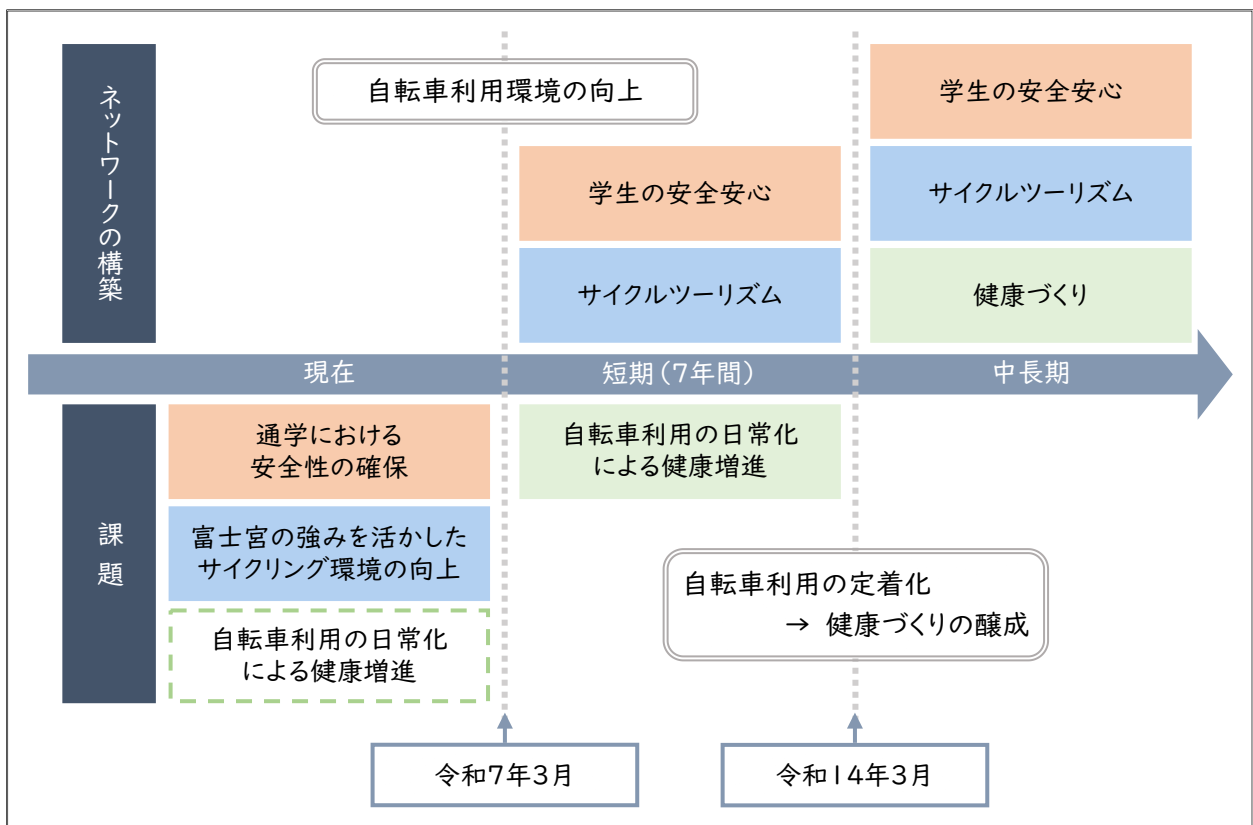 ネットワークの構築
自転車利用環境の向上
学生の安全安心
サイクルツーリズム
学生の安全安心
サイクルツーリズム
健康づくり
現在
短期(7年間)
中長期
課題
通学における
安全性の確保
富士宮の強みを活かした
サイクリング環境の向上
自転車利用の日常化
による健康増進
自転車利用の日常化
による健康増進
自転車利用の定着化
→ 健康づくりの醸成
令和7年3月
令和14年3月